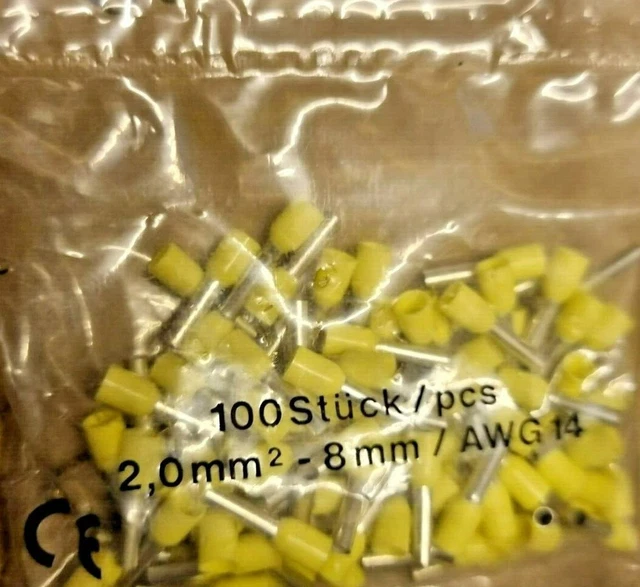 100 Stück / pcs
2,0 mm² - 8 mm / AWG 14
CE